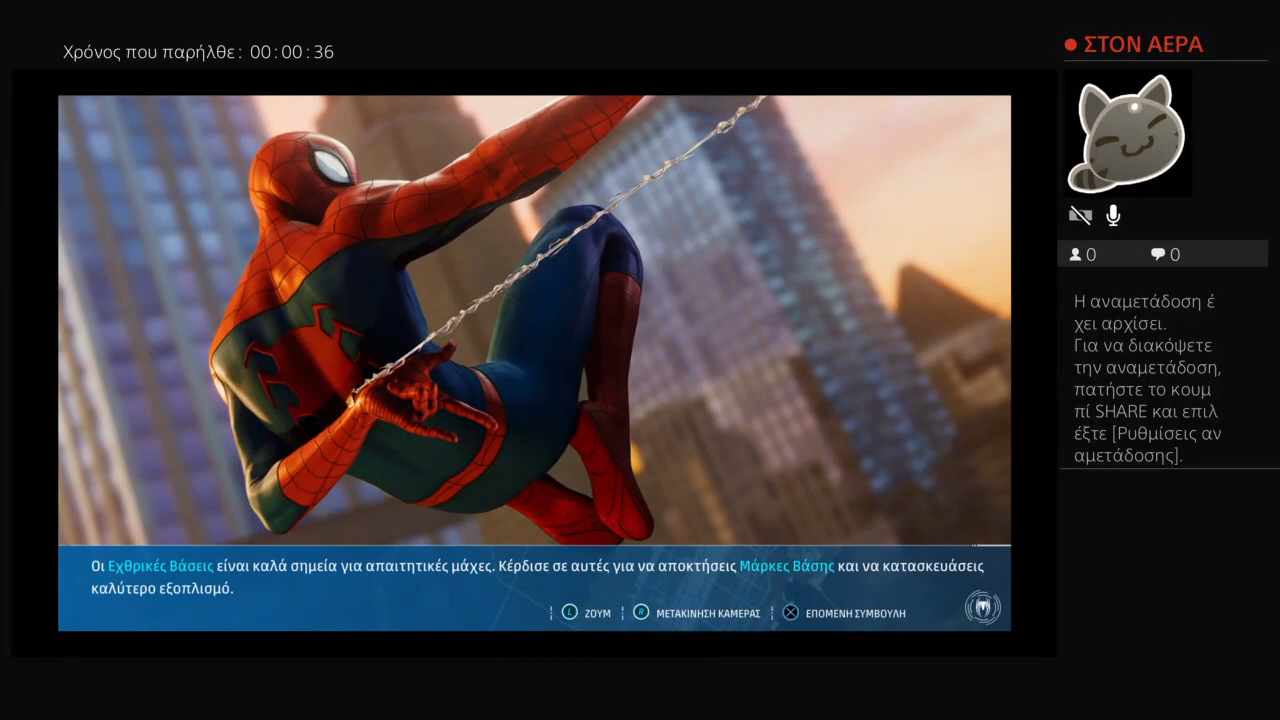 Χρόνος που παρήλθε: 00:00:36
ΣΤΟΝ ΑΕΡΑ
0 0
Η αναμετάδοση έ
χει αρχίσει.
Για να διακόψετε
την αναμετάδοση,
πατήστε το κουμ
πί SHARE και επιλ
έξτε [Ρυθμίσεις αν
αμετάδοσης].
Οι Εχθρικές Βάσεις είναι καλά σημεία για απαιτητικές μάχες. Κέρδισε σε αυτές για να αποκτήσεις Μάρκες Βάσης και να κατασκευάσεις
καλύτερο εξοπλισμό.
L ΖΟΥΜ R ΜΕΤΑΚΙΝΗΣΗ ΚΑΜΕΡΑΣ ΕΠΟΜΕΝΗ ΣΥΜΒΟΥΛΗ